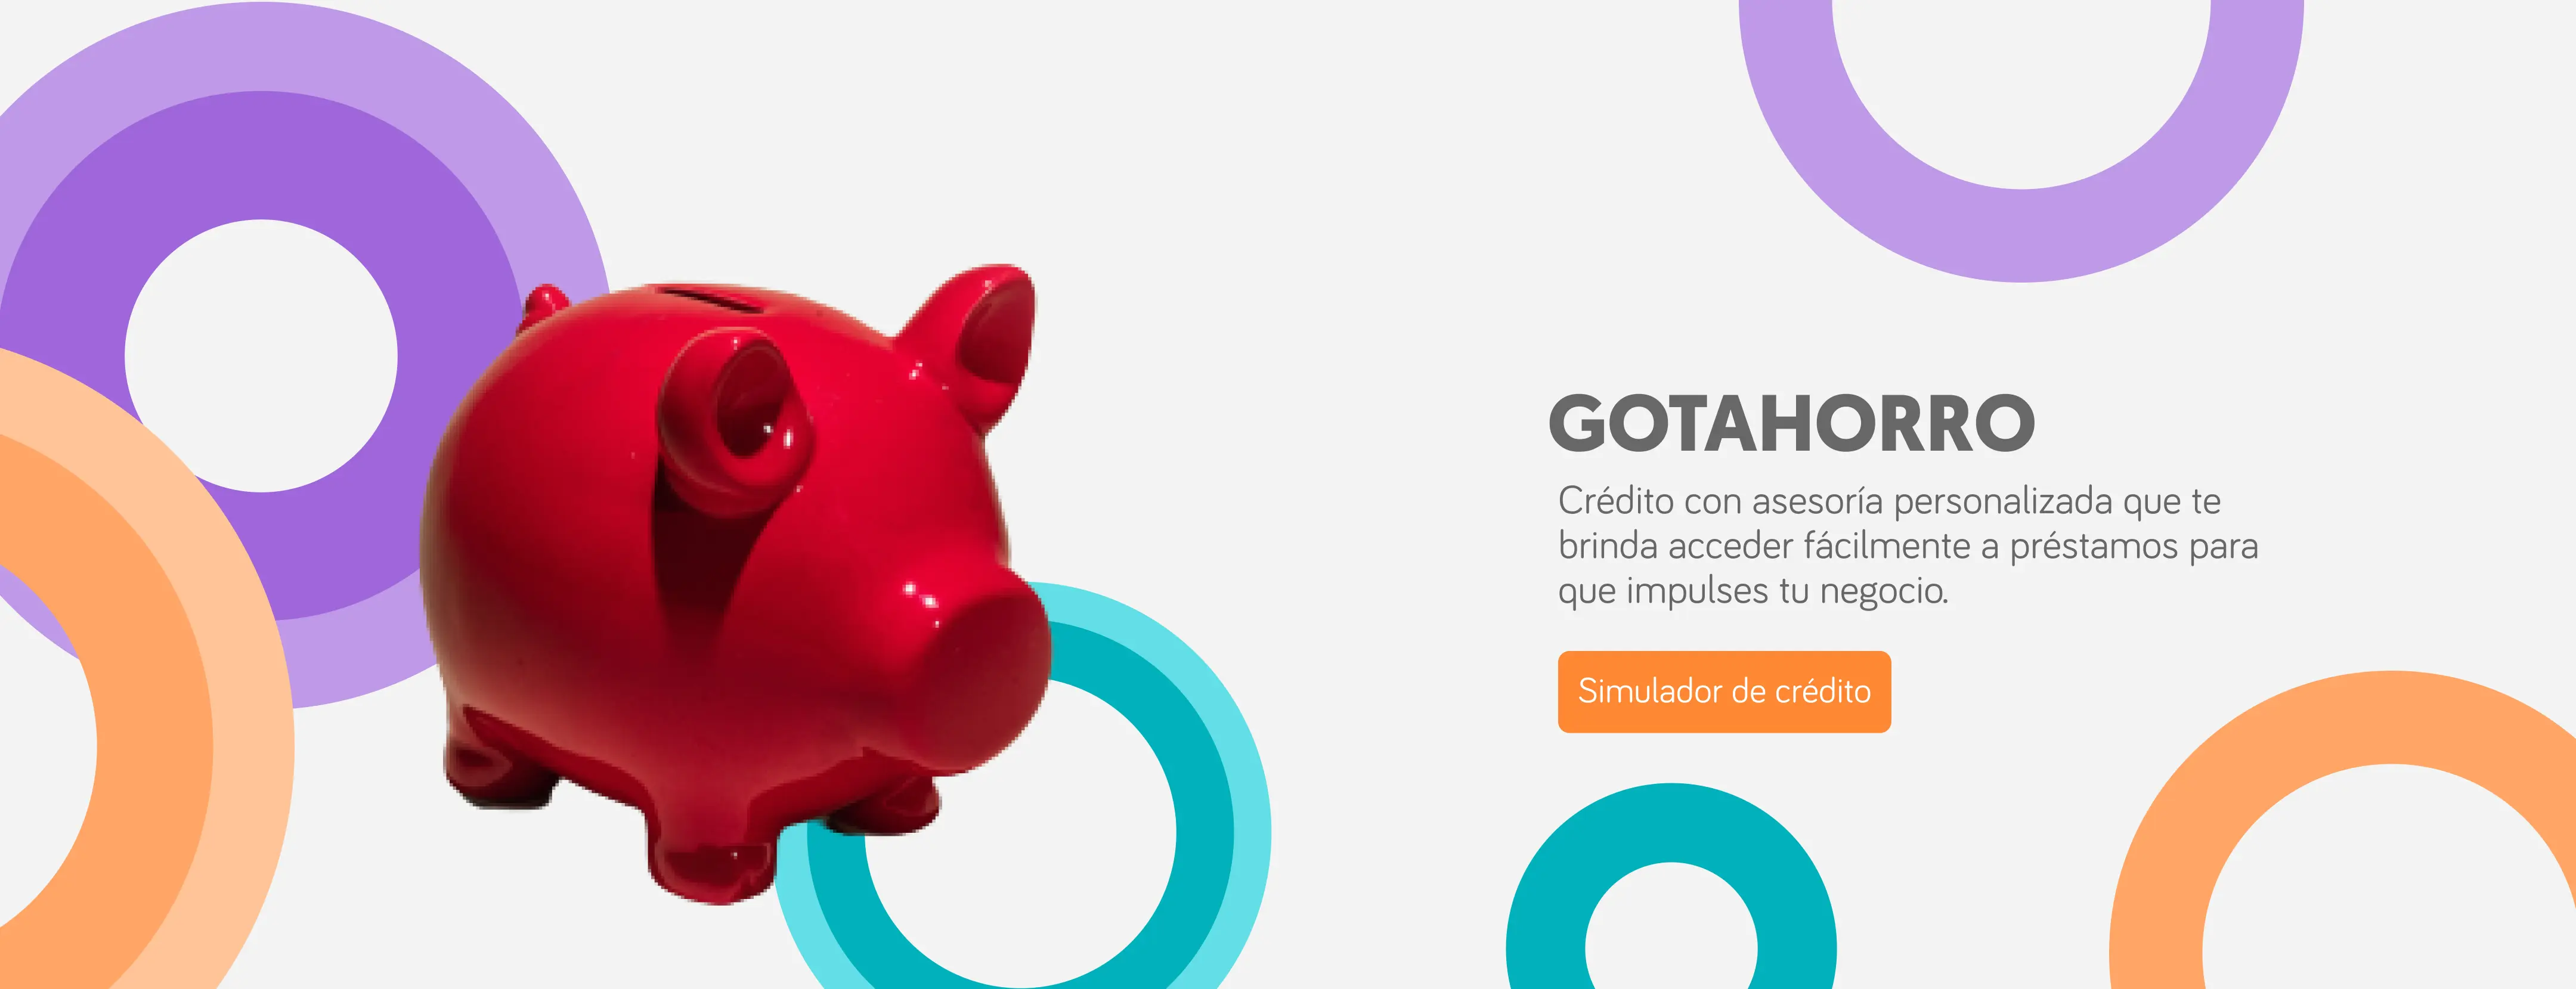 GOTAHORRO
Crédito con asesoría personalizada que te
brinda acceder fácilmente a préstamos para
que impulses tu negocio.
Simulador de crédito